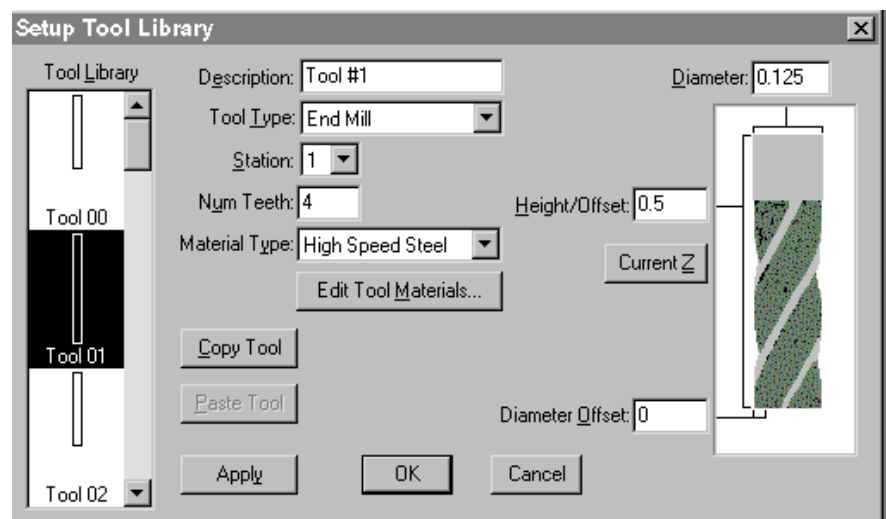 Setup Tool Library
Tool Library
Tool 00
Tool 01
Tool 02
Description: Tool #1
Tool Type: End Mill
Station: 1
Num Teeth: 4
Material Type: High Speed Steel
Edit Tool Materials...
Copy Tool
Paste Tool
Apply
OK
Cancel
Diameter: 0.125
Height/Offset: 0.5
Current Z
Diameter Offset: 0